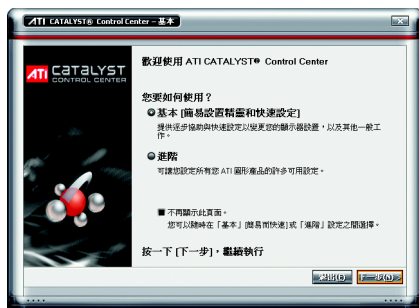 ATI CATALYST® Control Center – 基本
ATI CATALYST
CONTROL CENTER
歡迎使用 ATI CATALYST® Control Center
您要如何使用？
基本 [簡易設置精靈和快速設定]
提供逐步協助與快速設定以變更您的顯示器設置，以及其他一般工
作。
進階
可讓您設定所有您 ATI 圖形產品的許多可用設定。
不再顯示此頁面。
您可以隨時在「基本」[簡易而快速]或「進階」設定之間選擇。
按一下 [下一步]，繼續執行
退出(E)
下一步(N) >